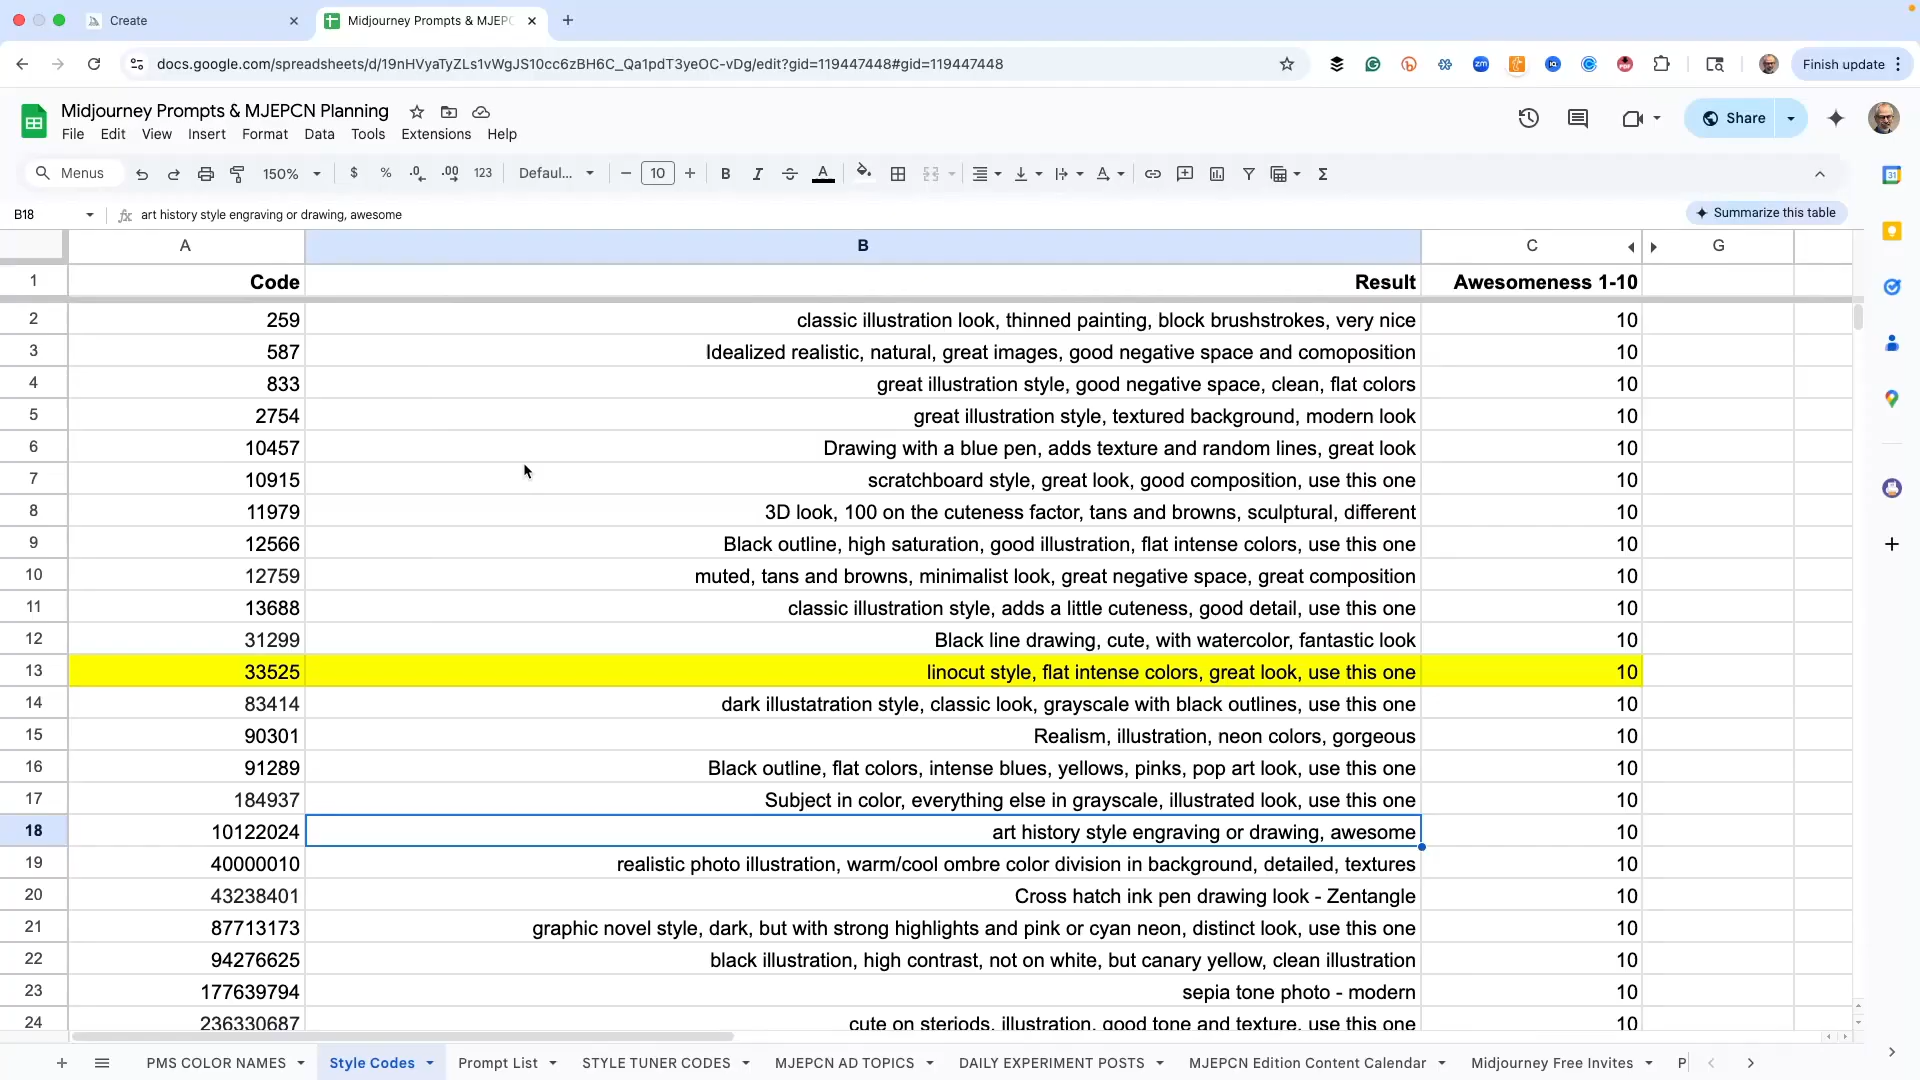 Create
Midjourney Prompts & MJEPC
docs.google.com/spreadsheets/d/19nHVyaTyZLs1vWgJS10cc6zBH6C_Qa1pdT3yeOC-vDg/edit?gid=119447448#gid=119447448
Finish update
Midjourney Prompts & MJEPCN Planning
File Edit View Insert Format Data Tools Extensions Help
Share
Menus 150% $ % .0 .00 123 Defaul... 10 B I A
B18 fx art history style engraving or drawing, awesome
Summarize this table
A B C G
1 Code Result Awesomeness 1-10
2 259 classic illustration look, thinned painting, block brushstrokes, very nice 10
3 587 Idealized realistic, natural, great images, good negative space and comoposition 10
4 833 great illustration style, good negative space, clean, flat colors 10
5 2754 great illustration style, textured background, modern look 10
6 10457 Drawing with a blue pen, adds texture and random lines, great look 10
7 10915 scratchboard style, great look, good composition, use this one 10
8 11979 3D look, 100 on the cuteness factor, tans and browns, sculptural, different 10
9 12566 Black outline, high saturation, good illustration, flat intense colors, use this one 10
10 12759 muted, tans and browns, minimalist look, great negative space, great composition 10
11 13688 classic illustration style, adds a little cuteness, good detail, use this one 10
12 31299 Black line drawing, cute, with watercolor, fantastic look 10
13 33525 linocut style, flat intense colors, great look, use this one 10
14 83414 dark illustatration style, classic look, grayscale with black outlines, use this one 10
15 90301 Realism, illustration, neon colors, gorgeous 10
16 91289 Black outline, flat colors, intense blues, yellows, pinks, pop art look, use this one 10
17 184937 Subject in color, everything else in grayscale, illustrated look, use this one 10
18 10122024 art history style engraving or drawing, awesome 10
19 40000010 realistic photo illustration, warm/cool ombre color division in background, detailed, textures 10
20 43238401 Cross hatch ink pen drawing look - Zentangle 10
21 87713173 graphic novel style, dark, but with strong highlights and pink or cyan neon, distinct look, use this one 10
22 94276625 black illustration, high contrast, not on white, but canary yellow, clean illustration 10
23 177639794 sepia tone photo - modern 10
24 236330687 cute on steriods, illustration, good tone and texture, use this one 10
PMS COLOR NAMES Style Codes Prompt List STYLE TUNER CODES MJEPCN AD TOPICS DAILY EXPERIMENT POSTS MJEPCN Edition Content Calendar Midjourney Free Invites P